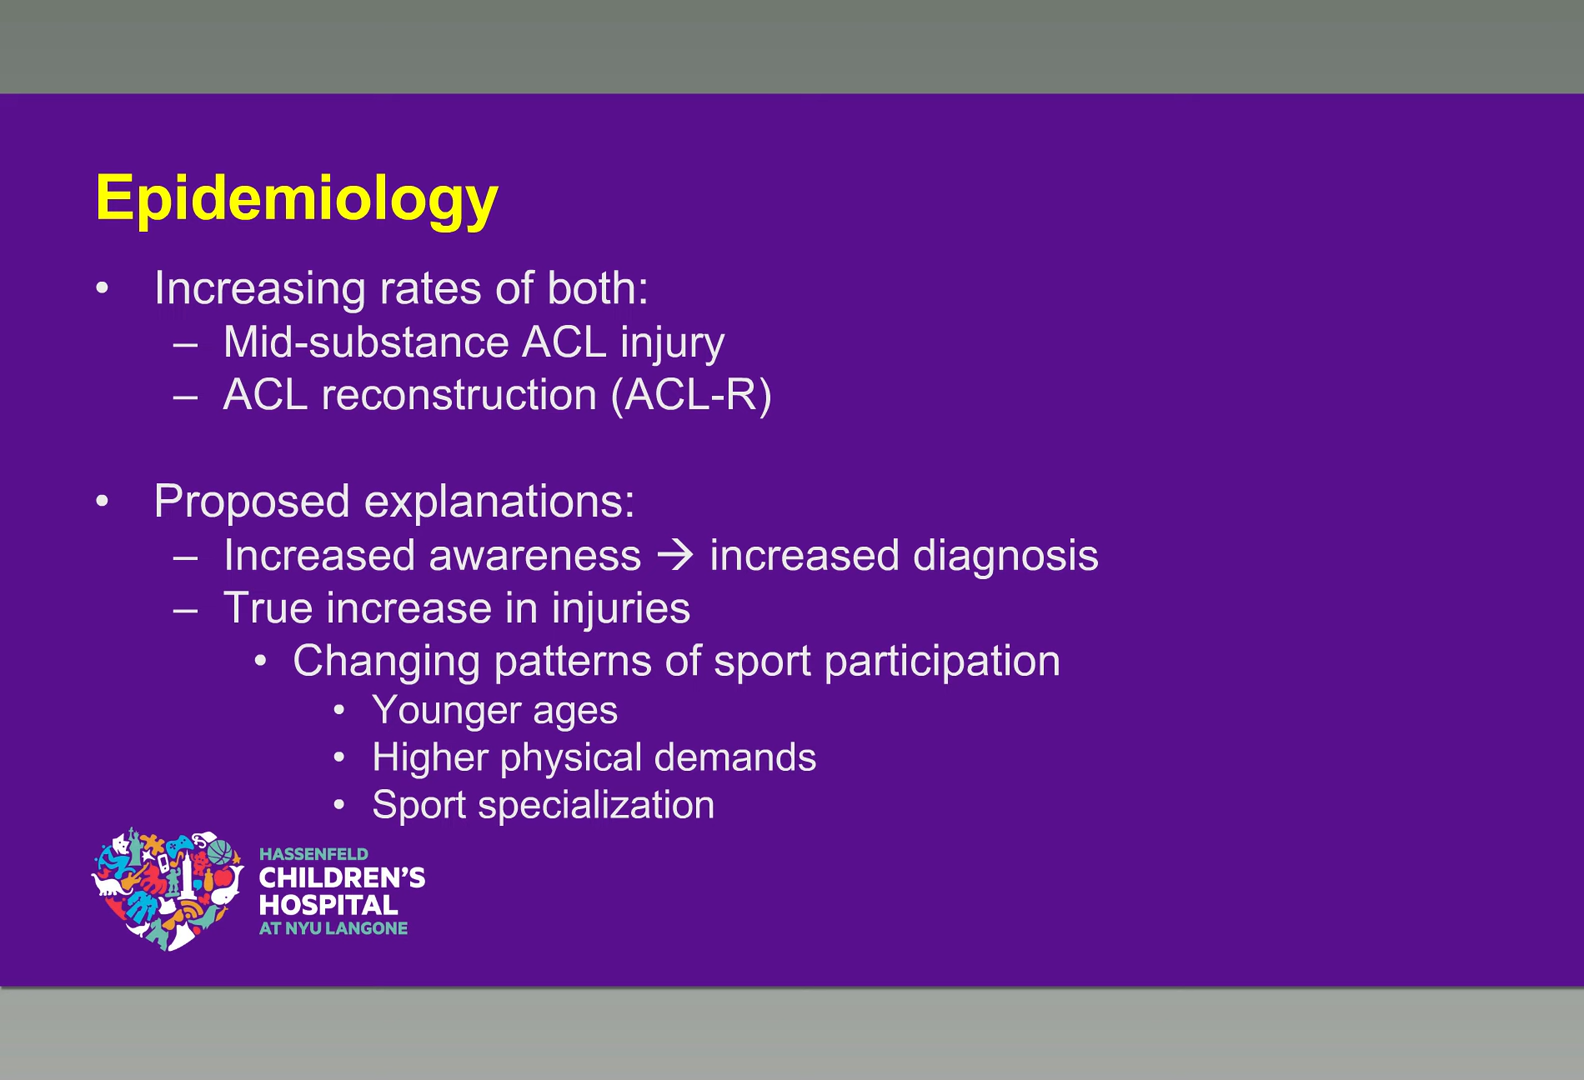 Epidemiology
• Increasing rates of both:
– Mid-substance ACL injury
– ACL reconstruction (ACL-R)
• Proposed explanations:
– Increased awareness → increased diagnosis
– True increase in injuries
• Changing patterns of sport participation
• Younger ages
• Higher physical demands
• Sport specialization
HASSENFELD
CHILDREN'S
HOSPITAL
AT NYU LANGONE